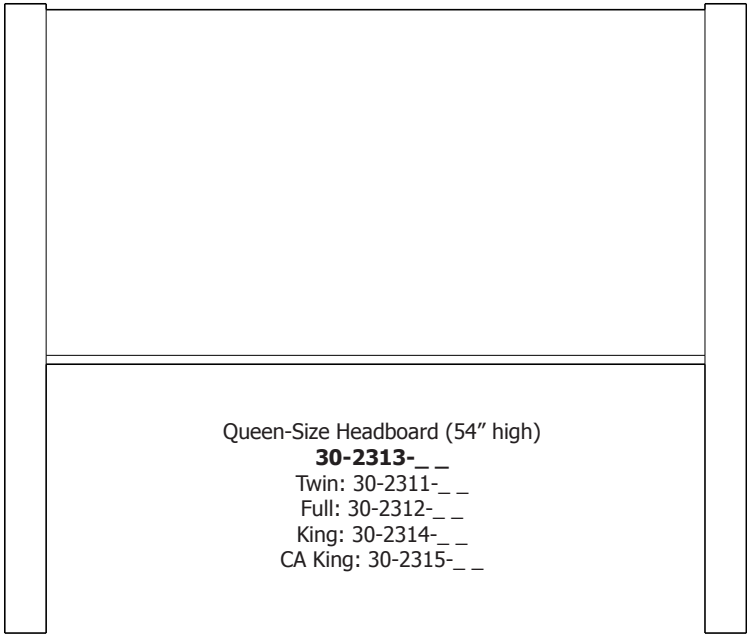 Queen-Size Headboard (54″ high)
30-2313-_ _
Twin: 30-2311-_ _
Full: 30-2312-_ _
King: 30-2314-_ _
CA King: 30-2315-_ _